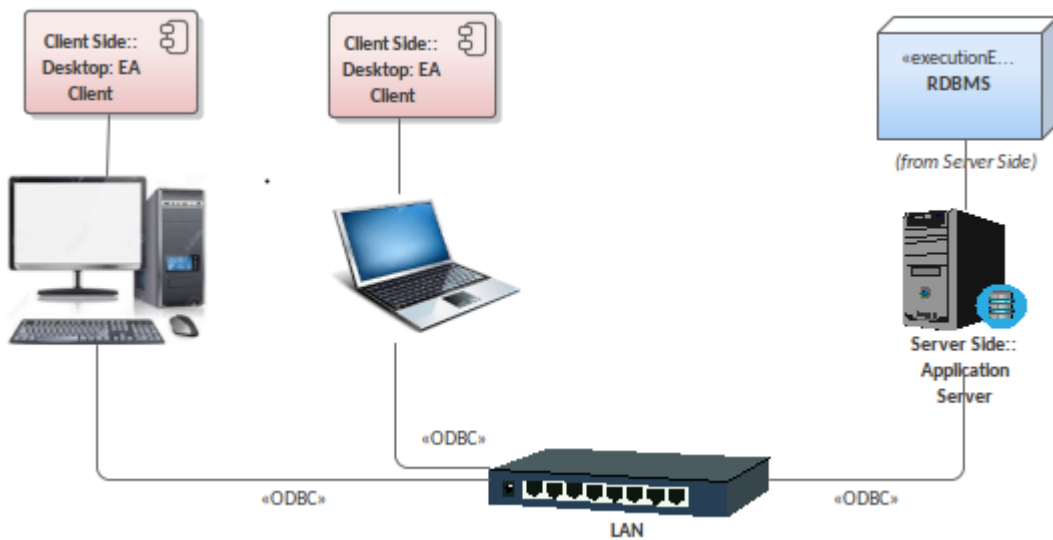 Client Side::
Desktop: EA
Client
Client Side::
Desktop: EA
Client
«executionE...
RDBMS
(from Server Side)
Server Side::
Application
Server
«ODBC»
«ODBC»
«ODBC»
LAN